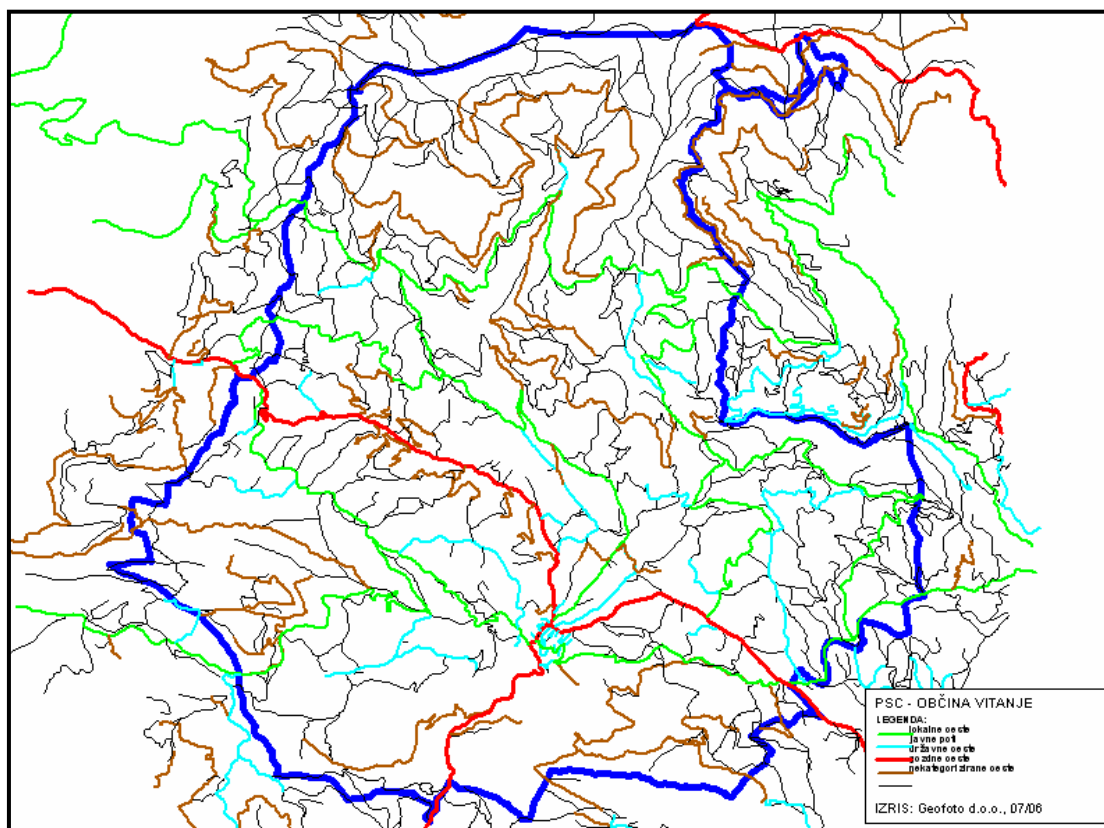 PSC - OBČINA VITANJE
LEGENDA:
lokalne ceste
javne poti
državne ceste
gozdne ceste
nekategorizirane ceste
IZRIS: Geofoto d.o.o., 07/06